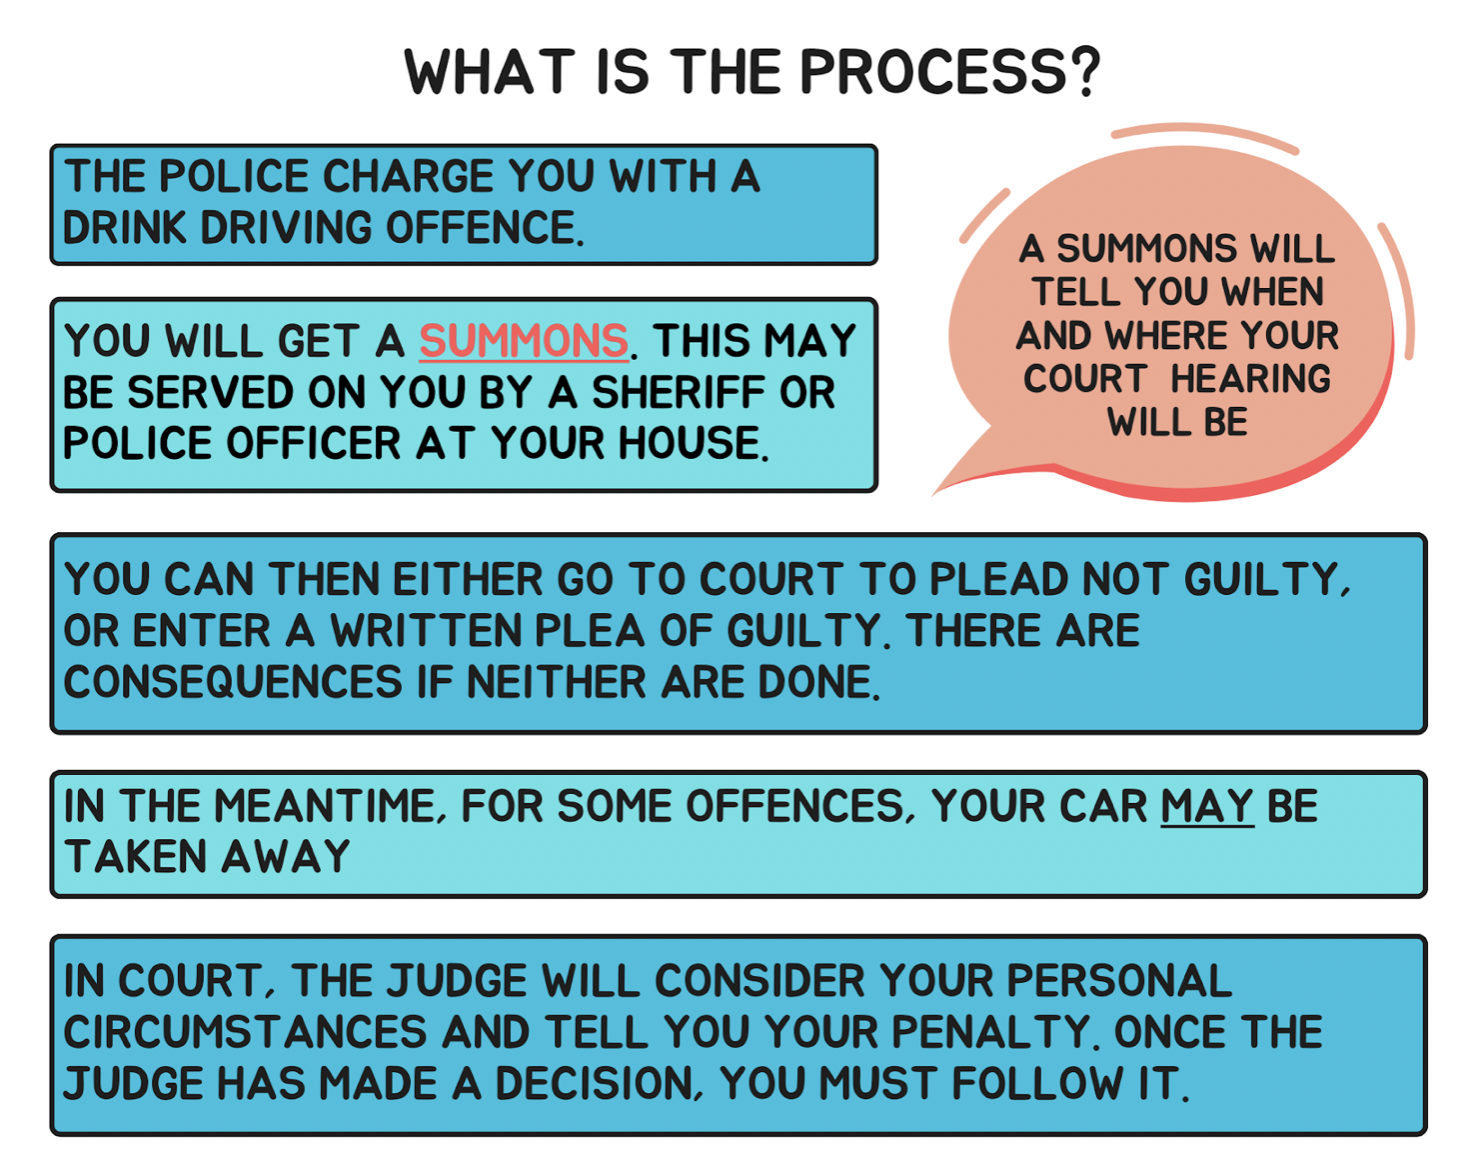 WHAT IS THE PROCESS?
THE POLICE CHARGE YOU WITH A
DRINK DRIVING OFFENCE.
YOU WILL GET A SUMMONS. THIS MAY
BE SERVED ON YOU BY A SHERIFF OR
POLICE OFFICER AT YOUR HOUSE.
A SUMMONS WILL
TELL YOU WHEN
AND WHERE YOUR
COURT HEARING
WILL BE
YOU CAN THEN EITHER GO TO COURT TO PLEAD NOT GUILTY,
OR ENTER A WRITTEN PLEA OF GUILTY. THERE ARE
CONSEQUENCES IF NEITHER ARE DONE.
IN THE MEANTIME, FOR SOME OFFENCES, YOUR CAR MAY BE
TAKEN AWAY
IN COURT, THE JUDGE WILL CONSIDER YOUR PERSONAL
CIRCUMSTANCES AND TELL YOU YOUR PENALTY. ONCE THE
JUDGE HAS MADE A DECISION, YOU MUST FOLLOW IT.